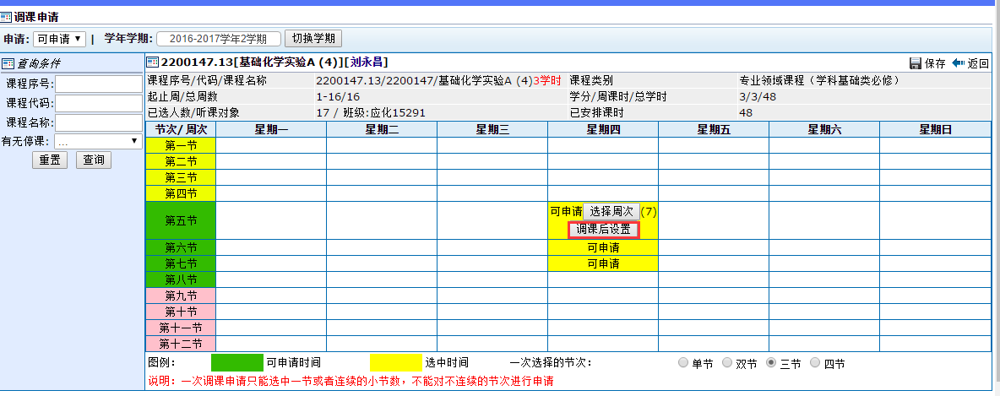 调课申请
申请: 可申请 | 学年学期: 2016-2017学年2学期 切换学期
查询条件
课程序号:
课程代码:
课程名称:
有无停课: ...
重置 查询
2200147.13[基础化学实验A (4)][刘永昌] 保存 返回
课程序号/代码/课程名称 2200147.13/2200147/基础化学实验A (4)3学时 课程类别 专业领域课程（学科基础类必修）
起止周/总周数 1-16/16 学分/周课时/总学时 3/3/48
已选人数/听课对象 17 / 班级:应化15291 已安排课时 48
节次/周次 星期一 星期二 星期三 星期四 星期五 星期六 星期日
第一节
第二节
第三节
第四节
第五节 可申请 选择周次 (7)
调课后设置
第六节 可申请
第七节 可申请
第八节
第九节
第十节
第十一节
第十二节
图例: 可申请时间 选中时间 一次选择的节次: 单节 双节 三节 四节
说明：一次调课申请只能选中一节或者连续的小节数，不能对不连续的节次进行申请